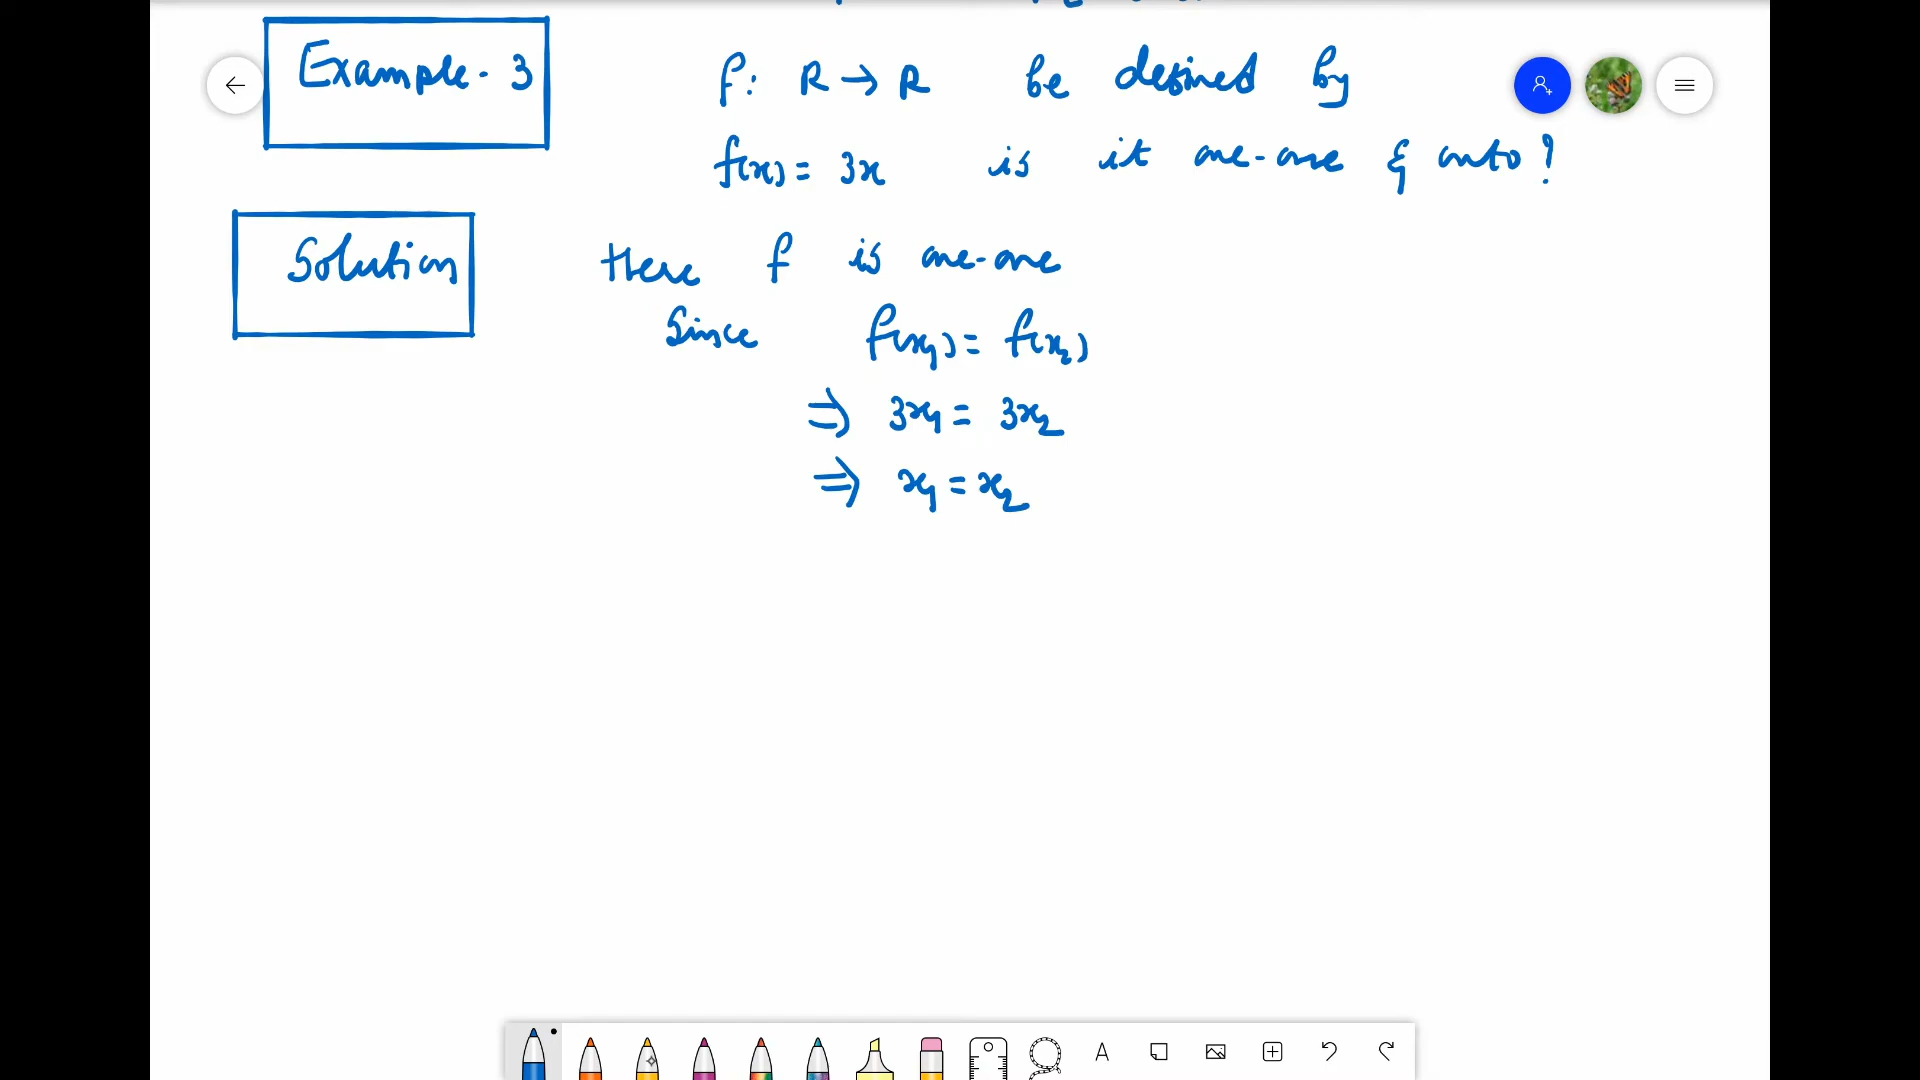 Example-3
f: R → R be defined by
f(x) = 3x is it one-one & onto?
Solution
Here f is one-one
Since f(x₁) = f(x₂)
⇒ 3x₁ = 3x₂
⇒ x₁ = x₂
A